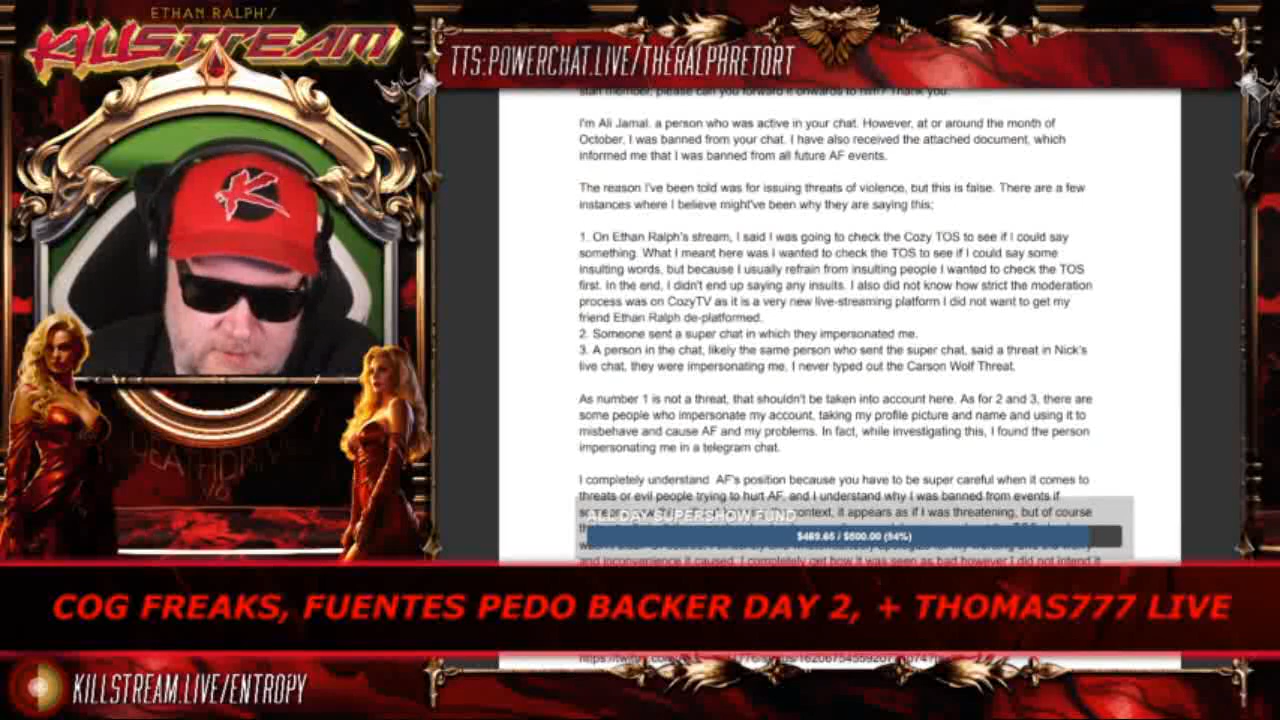 ETHAN RALPH'S
KILLSTREAM
TTS:POWERCHAT.LIVE/THERALPHRETORT
staff member, please can you forward it onwards to him? Thank you.
I'm Ali Jamal. a person who was active in your chat. However, at or around the month of
October, I was banned from your chat. I have also received the attached document, which
informed me that I was banned from all future AF events.
The reason I've been told was for issuing threats of violence, but this is false. There are a few
instances where I believe might've been why they are saying this;
1. On Ethan Ralph's stream, I said I was going to check the Cozy TOS to see if I could say
something. What I meant here was I wanted to check the TOS to see if I could say some
insulting words, but because I usually refrain from insulting people I wanted to check the TOS
first. In the end, I didn't end up saying any insults. I also did not know how strict the moderation
process was on CozyTV as it is a very new live-streaming platform I did not want to get my
friend Ethan Ralph de-platformed.
2. Someone sent a super chat in which they impersonated me.
3. A person in the chat, likely the same person who sent the super chat, said a threat in Nick's
live chat, they were impersonating me, I never typed out the Carson Wolf Threat.
As number 1 is not a threat, that shouldn't be taken into account here. As for 2 and 3, there are
some people who impersonate my account, taking my profile picture and name and using it to
misbehave and cause AF and my problems. In fact, while investigating this, I found the person
impersonating me in a telegram chat.
I completely understand AF's position because you have to be super careful when it comes to
threats or evil people trying to hurt AF, and I understand why I was banned from events if
context, it appears as if I was threatening, but of course
ALL DAY SUPERSHOW FUND
$469.65 / $500.00 (94%)
and inconvenience it caused, I completely get how it was seen as bad however I did not intend it
COG FREAKS, FUENTES PEDO BACKER DAY 2, + THOMAS777 LIVE
KILLSTREAM.LIVE/ENTROPY